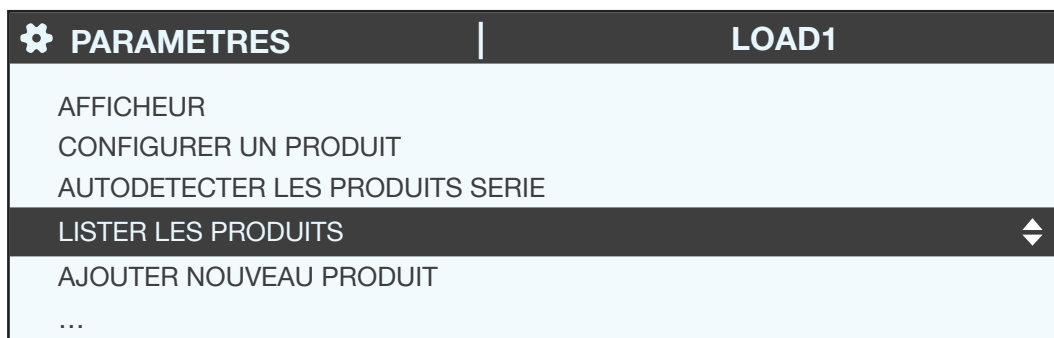 PARAMETRES | LOAD1
AFFICHEUR
CONFIGURER UN PRODUIT
AUTODETECTER LES PRODUITS SERIE
LISTER LES PRODUITS
AJOUTER NOUVEAU PRODUIT
…